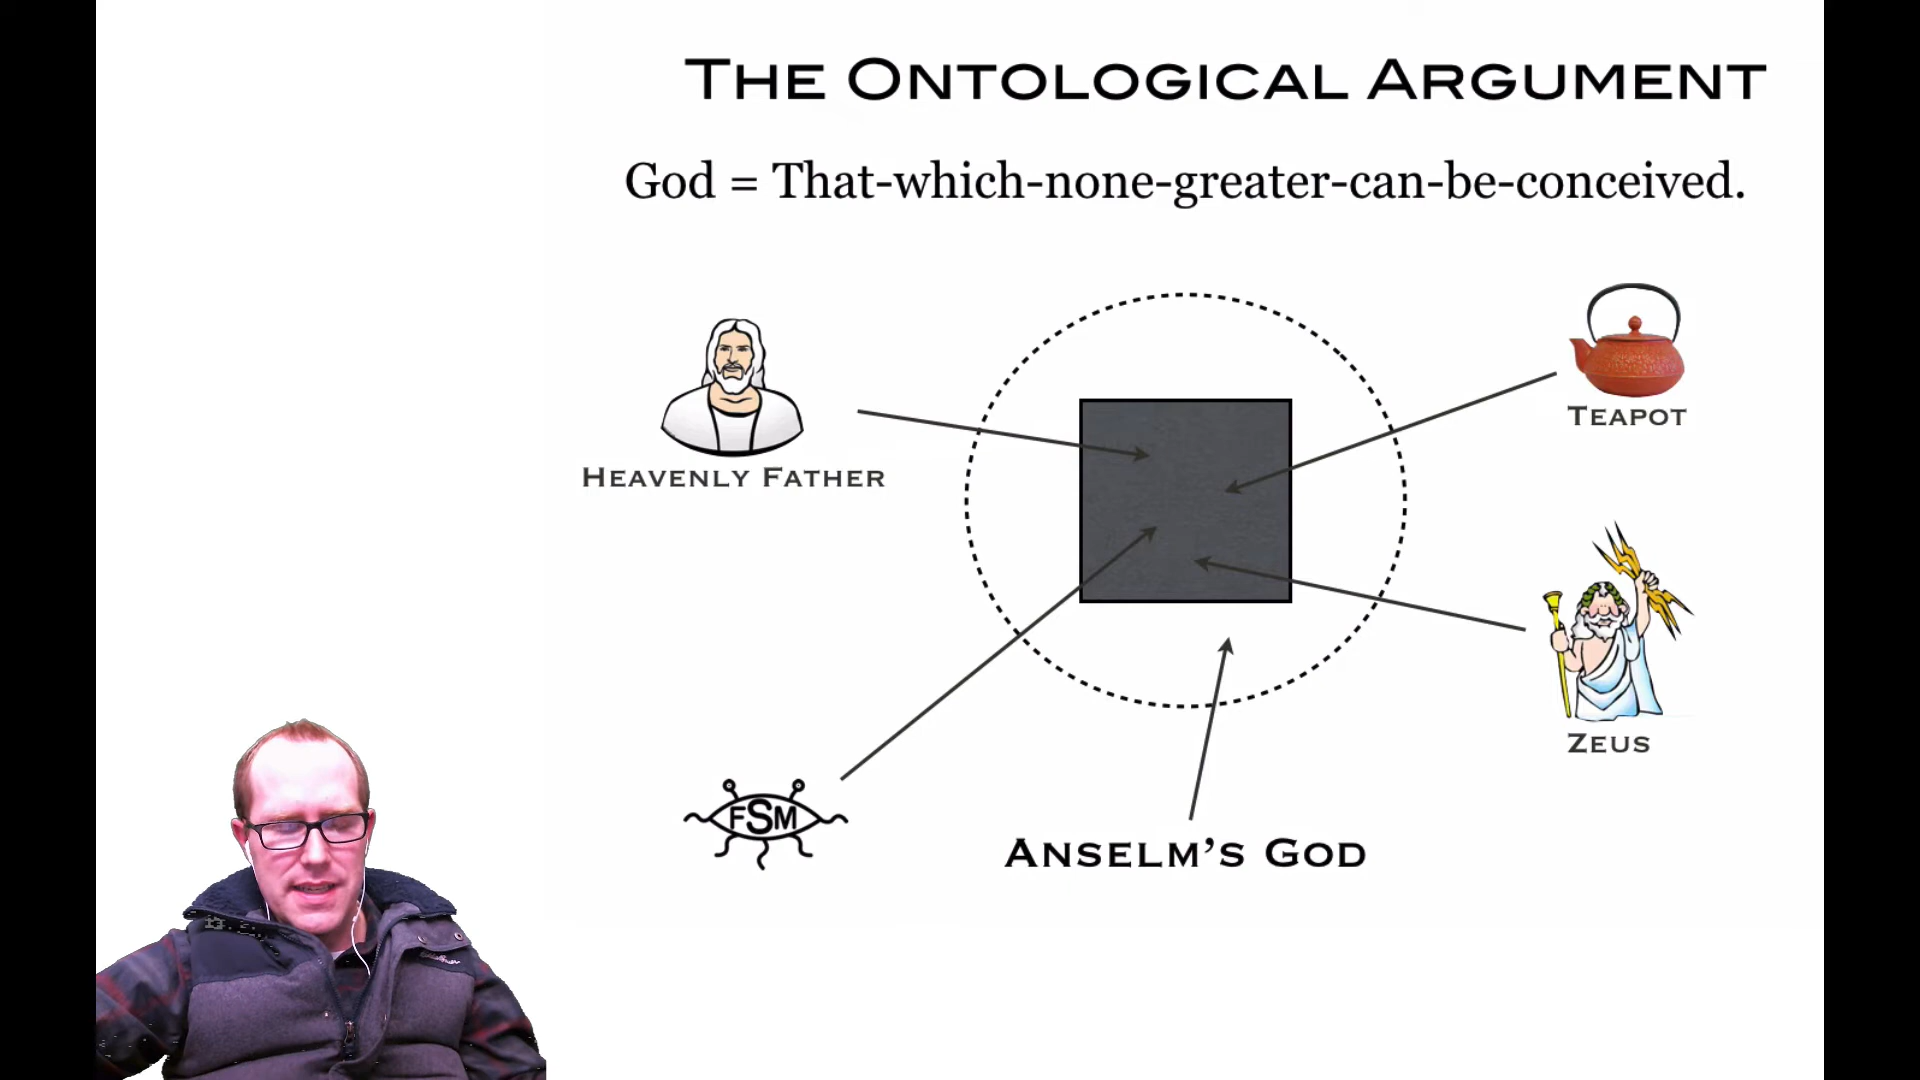 THE ONTOLOGICAL ARGUMENT
God = That-which-none-greater-can-be-conceived.
HEAVENLY FATHER
TEAPOT
ZEUS
FSM
ANSELM'S GOD